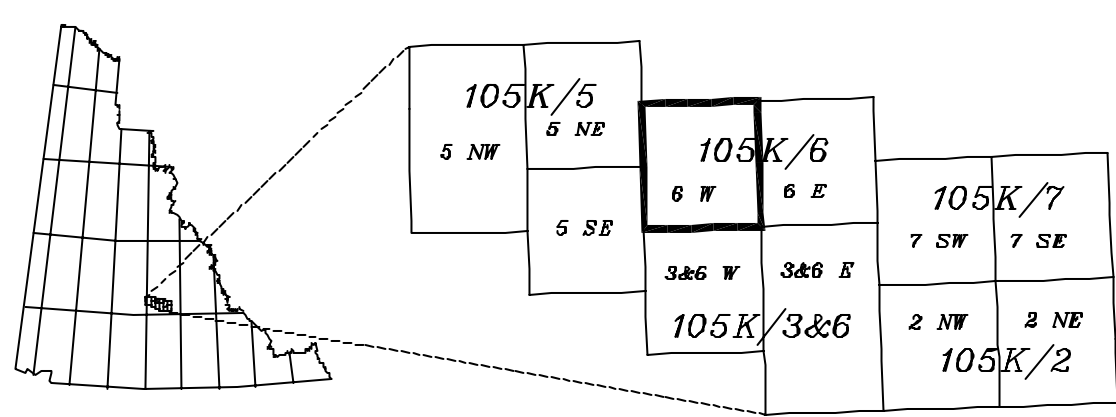 105K/5
5 NE
5 NW
5 SE
105K/6
6 W
6 E
3&6 W
3&6 E
105K/3&6
105K/7
7 SW
7 SE
2 NW
2 NE
105K/2